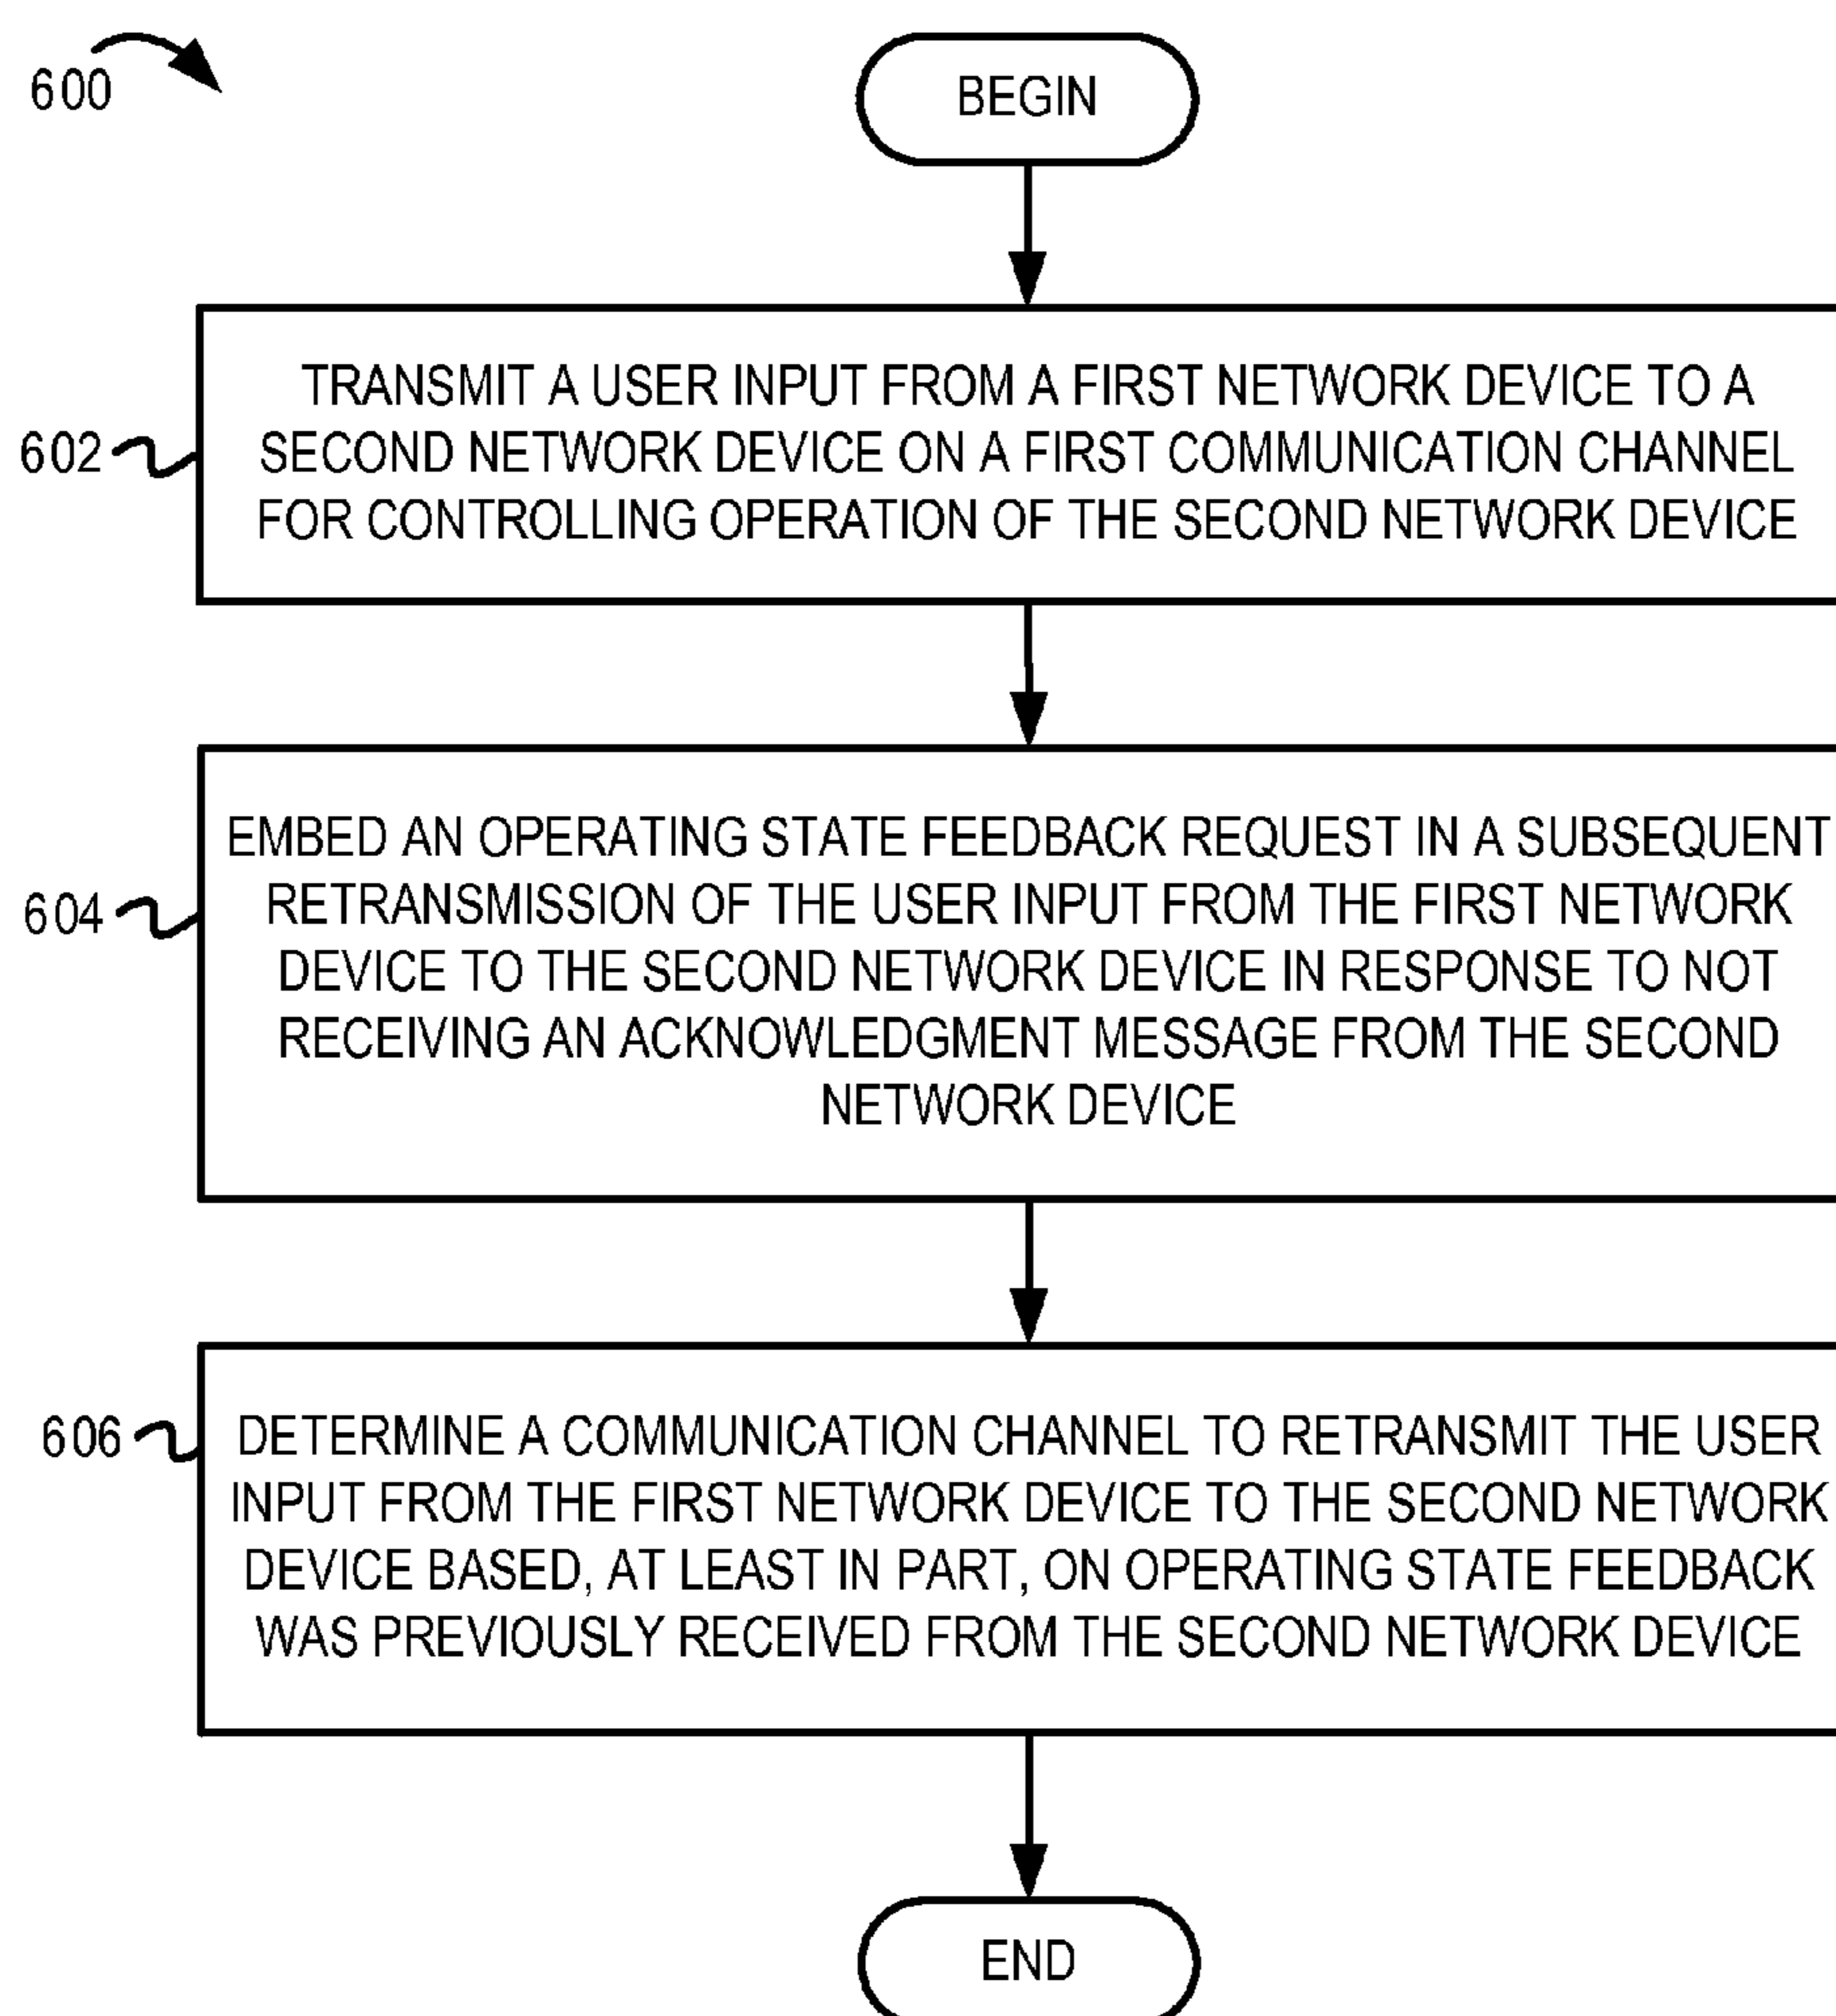 600
BEGIN
TRANSMIT A USER INPUT FROM A FIRST NETWORK DEVICE TO A
SECOND NETWORK DEVICE ON A FIRST COMMUNICATION CHANNEL
FOR CONTROLLING OPERATION OF THE SECOND NETWORK DEVICE
602
EMBED AN OPERATING STATE FEEDBACK REQUEST IN A SUBSEQUENT
RETRANSMISSION OF THE USER INPUT FROM THE FIRST NETWORK
DEVICE TO THE SECOND NETWORK DEVICE IN RESPONSE TO NOT
RECEIVING AN ACKNOWLEDGMENT MESSAGE FROM THE SECOND
NETWORK DEVICE
604
DETERMINE A COMMUNICATION CHANNEL TO RETRANSMIT THE USER
INPUT FROM THE FIRST NETWORK DEVICE TO THE SECOND NETWORK
DEVICE BASED, AT LEAST IN PART, ON OPERATING STATE FEEDBACK
WAS PREVIOUSLY RECEIVED FROM THE SECOND NETWORK DEVICE
606
END